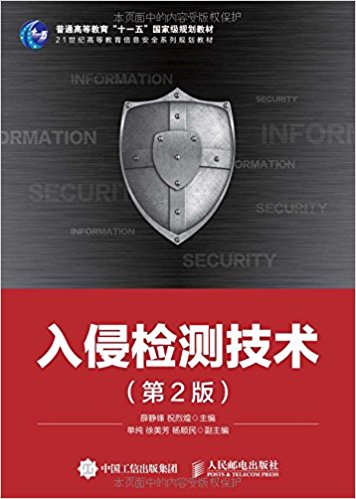 本页面中的内容受版权保护
普通高等教育“十一五”国家级规划教材
21世纪高等教育信息安全系列规划教材
INFORMATION
SECURITY
INFORMATION
INFORMATION
SECURITY
SECURITY
INFORMATION
入侵检测技术
(第2版)
薛静锋 祝烈煌 主编
单纯 徐美芳 杨顺民 副主编
中国工信出版集团
人民邮电出版社
POSTS & TELECOM PRESS
本页面中的内容受版权保护